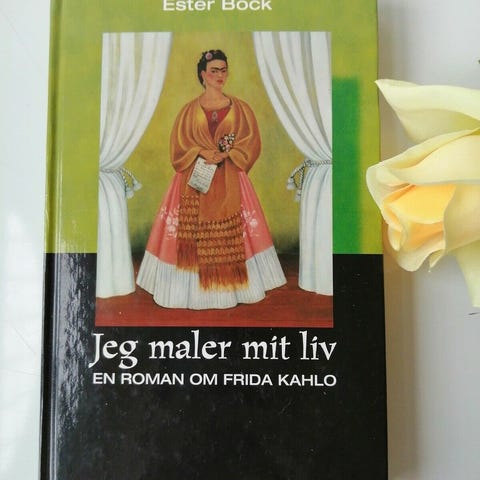 Ester Bock
Jeg maler mit liv
EN ROMAN OM FRIDA KAHLO